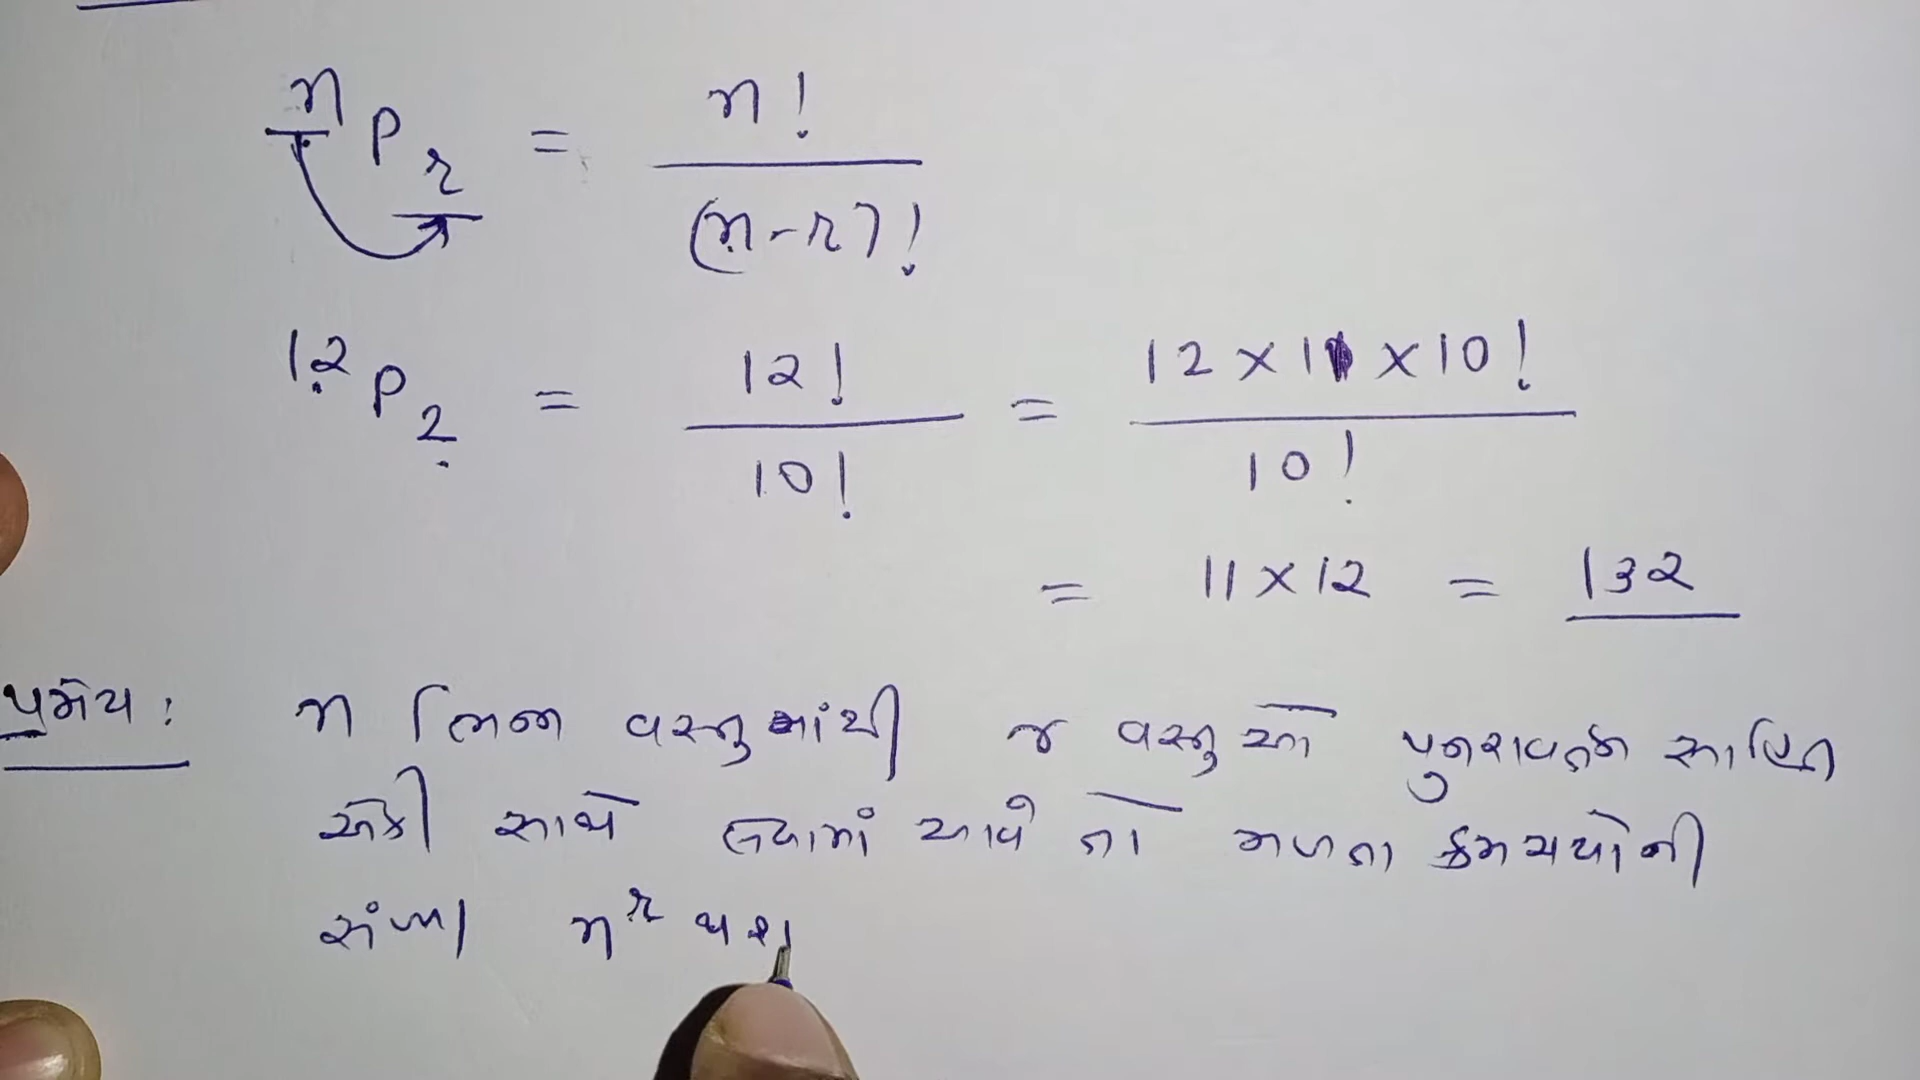 ⁿPᵣ = n! / (n-r)!
¹²P₂ = 12! / 10! = 12 × 11 × 10! / 10!
= 11 × 12 = 132
પ્રમેય : n ભિન્ન વસ્તુમાંથી r વસ્તુઓ પુનરાવર્તન સહિત
એકી સાથે લેવામાં આવે તો મળતા ક્રમચયોની
સંખ્યા nʳ થશ